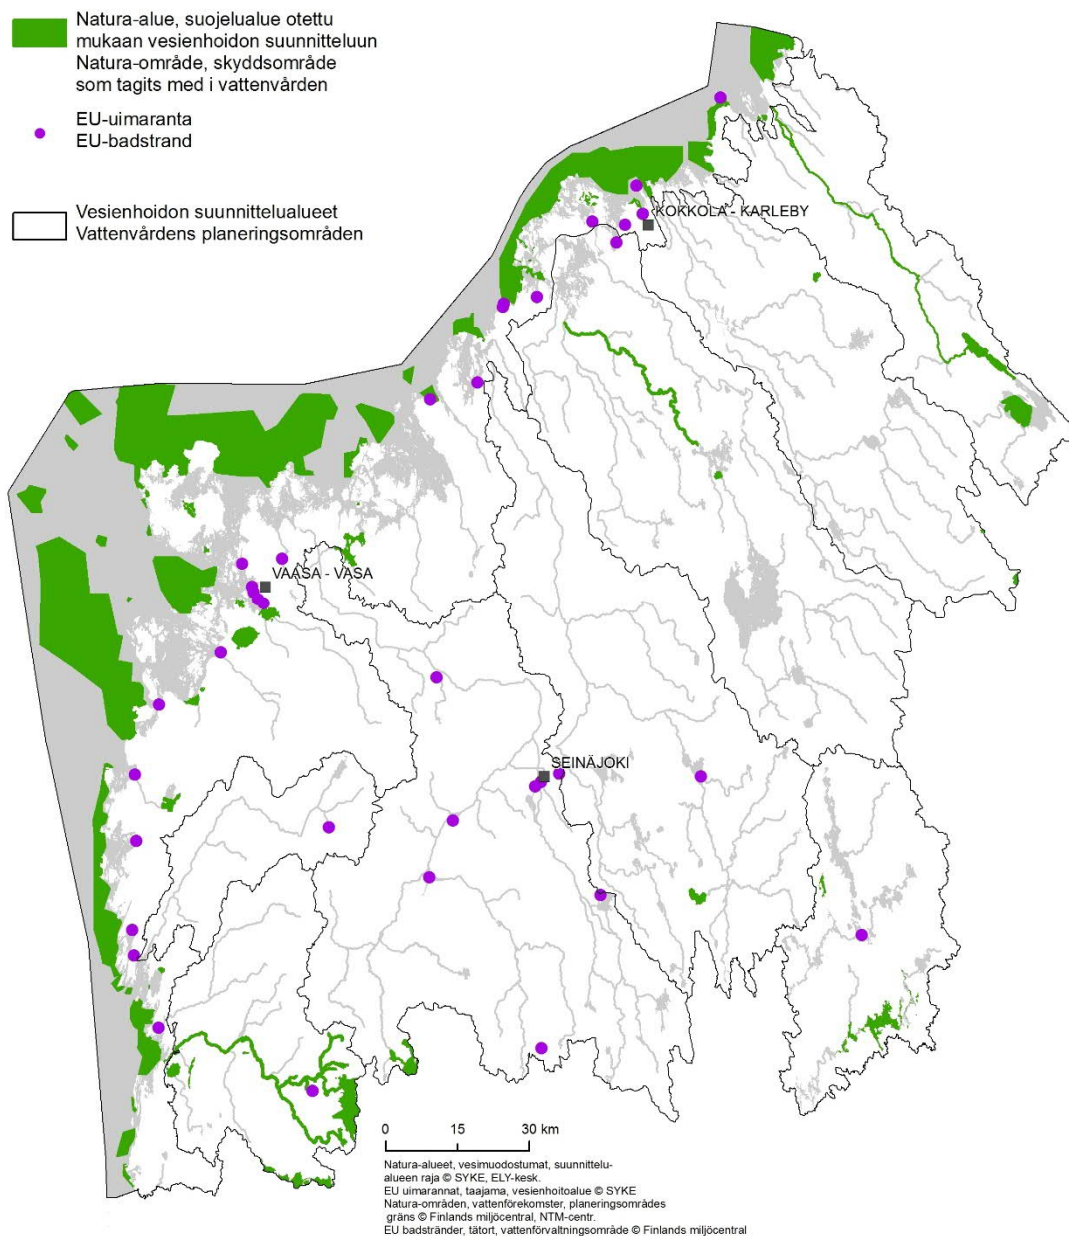 Natura-alue, suojelualue otettu
mukaan vesienhoidon suunnitteluun
Natura-område, skyddsområde
som tagits med i vattenvården
EU-uimaranta
EU-badstrand
Vesienhoidon suunnittelualueet
Vattenvårdens planeringsområden
KOKKOLA - KARLEBY
VAASA - VASA
SEINÄJOKI
0 15 30 km
Natura-alueet, vesimuodostumat, suunnittelu-
alueen raja © SYKE, ELY-kesk.
EU uimarannat, taajama, vesienhoitoalue © SYKE
Natura-områden, vattenförekomster, planeringsområdes
gräns © Finlands miljöcentral, NTM-centr.
EU badstränder, tätort, vattenförvaltningsområde © Finlands miljöcentral